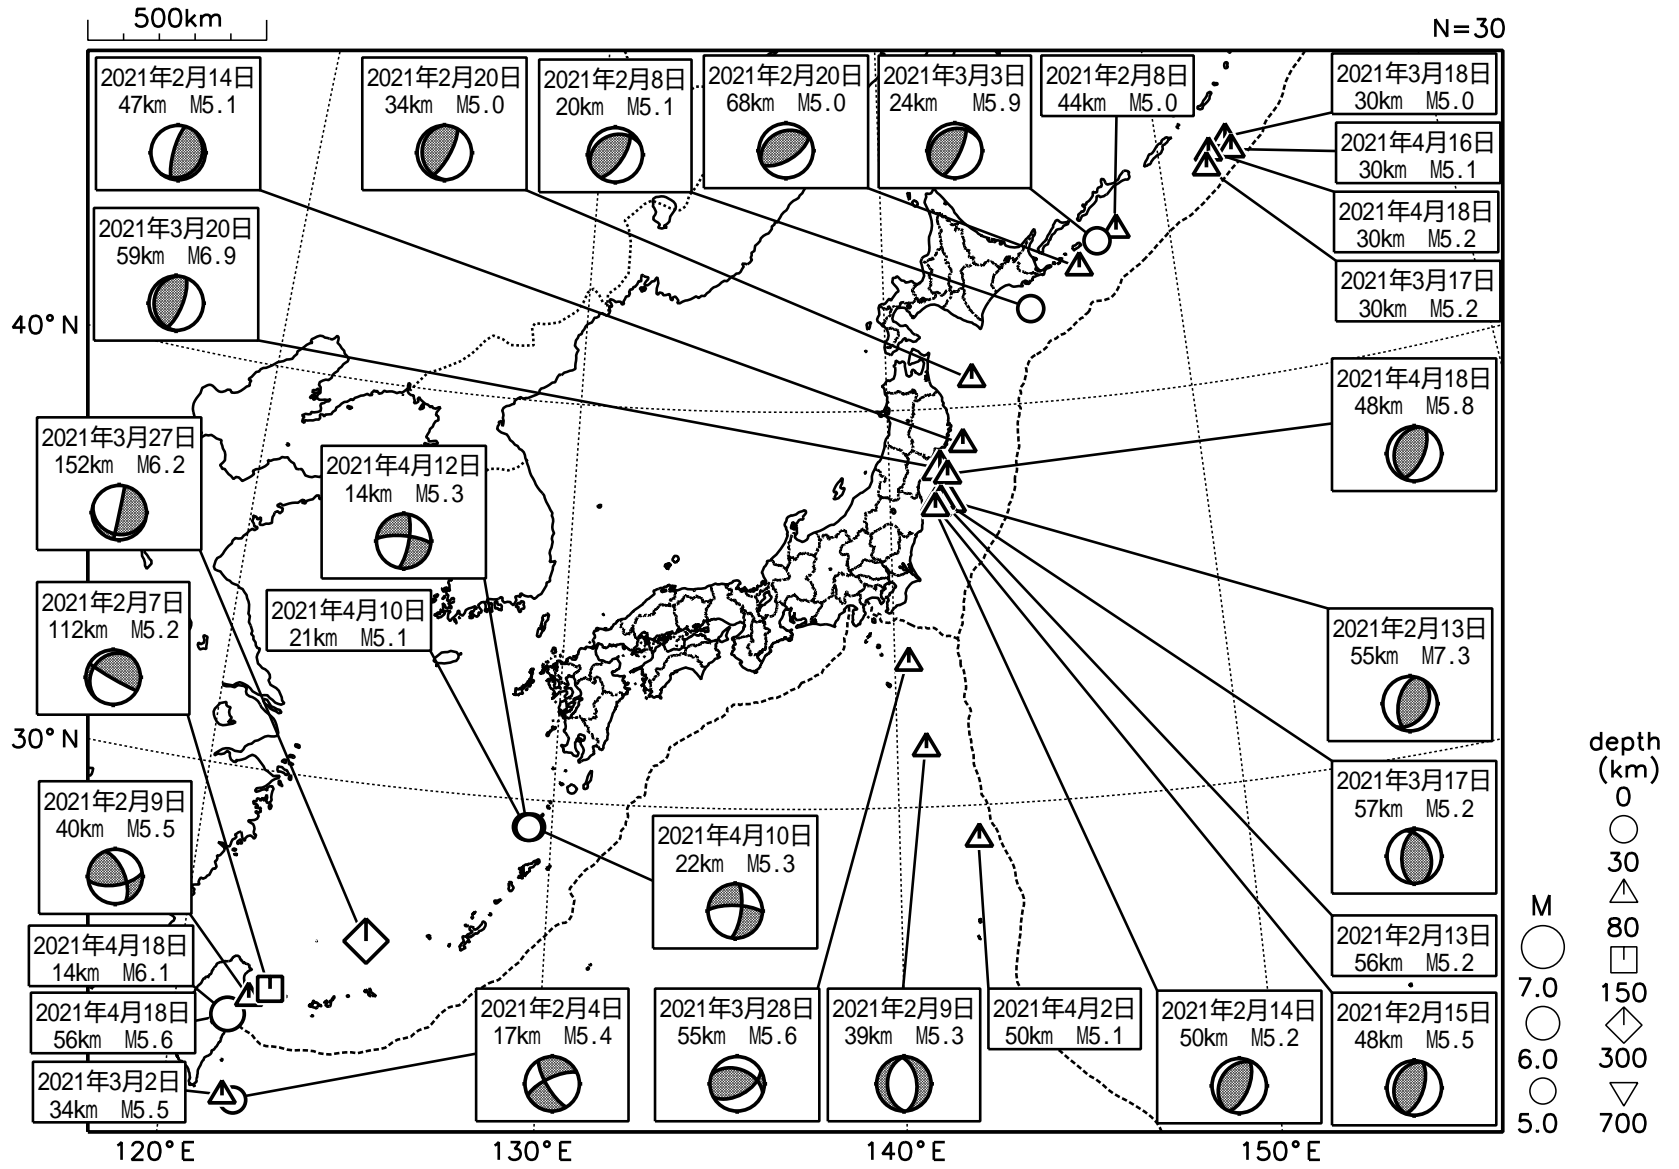 500km
N=30
2021年2月14日
47km M5.1
2021年2月20日
34km M5.0
2021年2月8日
20km M5.1
2021年2月20日
68km M5.0
2021年3月3日
24km M5.9
2021年2月8日
44km M5.0
2021年3月18日
30km M5.0
2021年4月16日
30km M5.1
2021年4月18日
30km M5.2
2021年3月17日
30km M5.2
2021年3月20日
59km M6.9
40°N
2021年4月18日
48km M5.8
2021年3月27日
152km M6.2
2021年4月12日
14km M5.3
2021年2月7日
112km M5.2
2021年4月10日
21km M5.1
2021年2月13日
55km M7.3
30°N
2021年2月9日
40km M5.5
2021年4月10日
22km M5.3
2021年3月17日
57km M5.2
2021年2月13日
56km M5.2
2021年4月18日
14km M6.1
2021年4月18日
56km M5.6
2021年3月2日
34km M5.5
2021年2月4日
17km M5.4
2021年3月28日
55km M5.6
2021年2月9日
39km M5.3
2021年4月2日
50km M5.1
2021年2月14日
50km M5.2
2021年2月15日
48km M5.5
120°E
130°E
140°E
150°E
M
7.0
6.0
5.0
depth
(km)
0
30
80
150
300
700